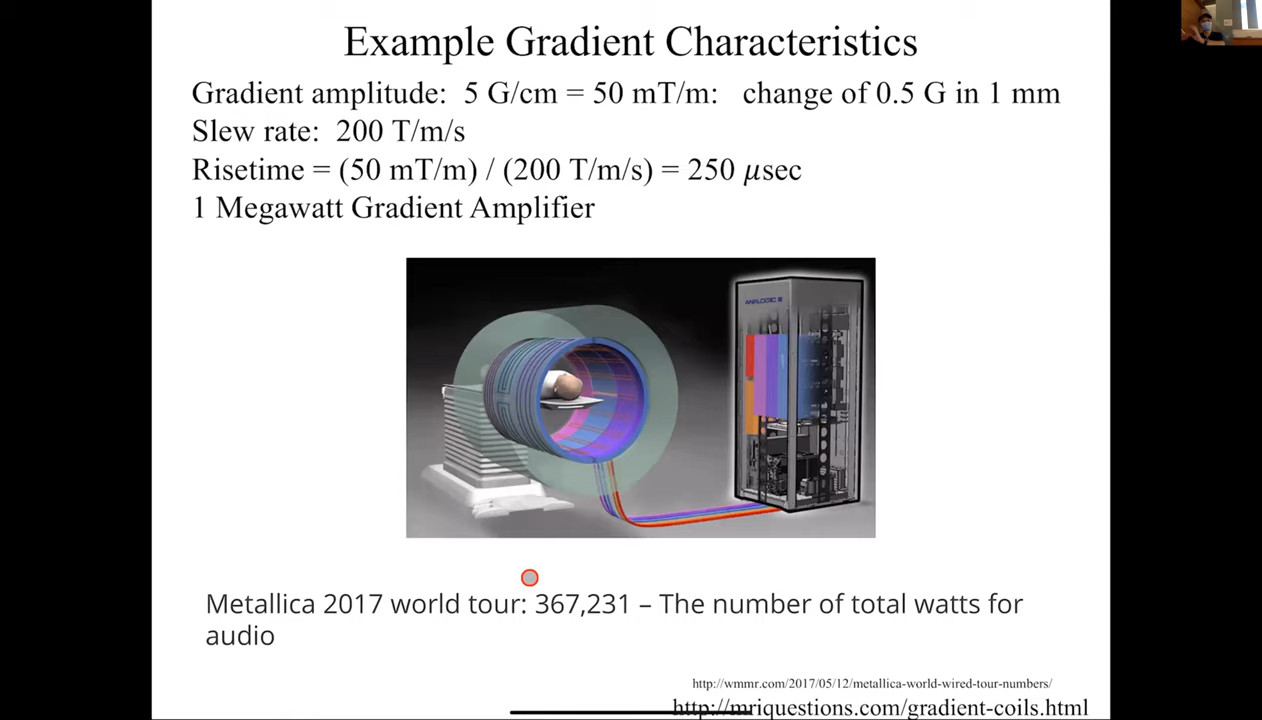 Example Gradient Characteristics
Gradient amplitude: 5 G/cm = 50 mT/m: change of 0.5 G in 1 mm
Slew rate: 200 T/m/s
Risetime = (50 mT/m) / (200 T/m/s) = 250 𝜇sec
1 Megawatt Gradient Amplifier
ANALOGIC
Metallica 2017 world tour: 367,231 – The number of total watts for
audio
http://wmmr.com/2017/05/12/metallica-world-wired-tour-numbers/
http://mriquestions.com/gradient-coils.html